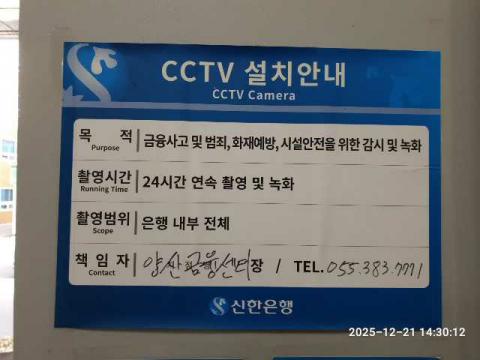 CCTV 설치안내
CCTV Camera
목 적 금융사고 및 범죄, 화재예방, 시설안전을 위한 감시 및 녹화
Purpose
촬영시간 24시간 연속 촬영 및 녹화
Running Time
촬영범위 은행 내부 전체
Scope
책 임 자 양산금융센터장 / TEL. 055.383.7771
Contact
신한은행
2025-12-21 14:30:12